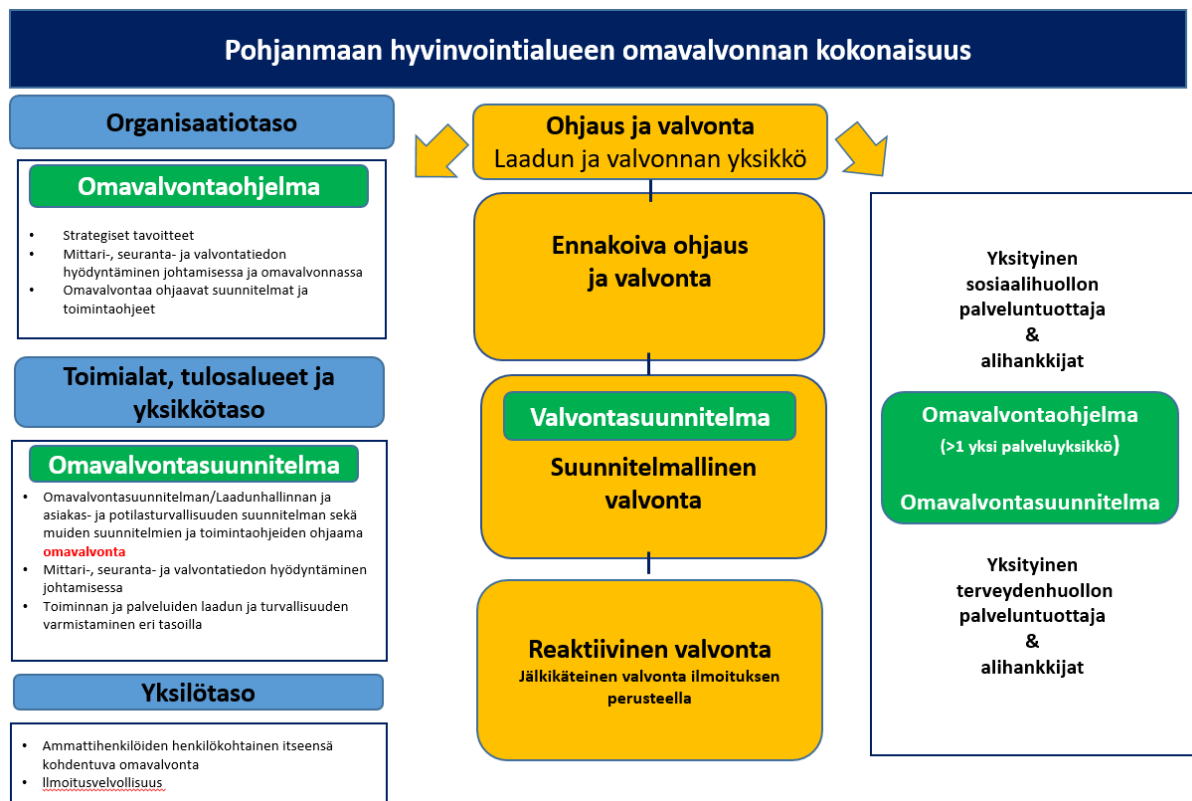 Pohjanmaan hyvinvointialueen omavalvonnan kokonaisuus
Organisaatiotaso
Omavalvontaohjelma
• Strategiset tavoitteet
• Mittari-, seuranta- ja valvontatiedon
hyödyntäminen johtamisessa ja omavalvonnassa
• Omavalvontaa ohjaavat suunnitelmat ja
toimintaohjeet
Toimialat, tulosalueet ja
yksikkötaso
Omavalvontasuunnitelma
• Omavalvontasuunnitelman/Laadunhallinnan ja
asiakas- ja potilasturvallisuuden suunnitelman sekä
muiden suunnitelmien ja toimintaohjeiden ohjaama
omavalvonta
• Mittari-, seuranta- ja valvontatiedon hyödyntäminen
johtamisessa
• Toiminnan ja palveluiden laadun ja turvallisuuden
varmistaminen eri tasoilla
Yksilötaso
• Ammattihenkilöiden henkilökohtainen itseensä
kohdentuva omavalvonta
• Ilmoitusvelvollisuus
Ohjaus ja valvonta
Laadun ja valvonnan yksikkö
Ennakoiva ohjaus
ja valvonta
Valvontasuunnitelma
Suunnitelmallinen
valvonta
Reaktiivinen valvonta
Jälkikäteinen valvonta ilmoituksen
perusteella
Yksityinen
sosiaalihuollon
palveluntuottaja
&
alihankkijat
Omavalvontaohjelma
(>1 yksi palveluyksikkö)
Omavalvontasuunnitelma
Yksityinen
terveydenhuollon
palveluntuottaja
&
alihankkijat